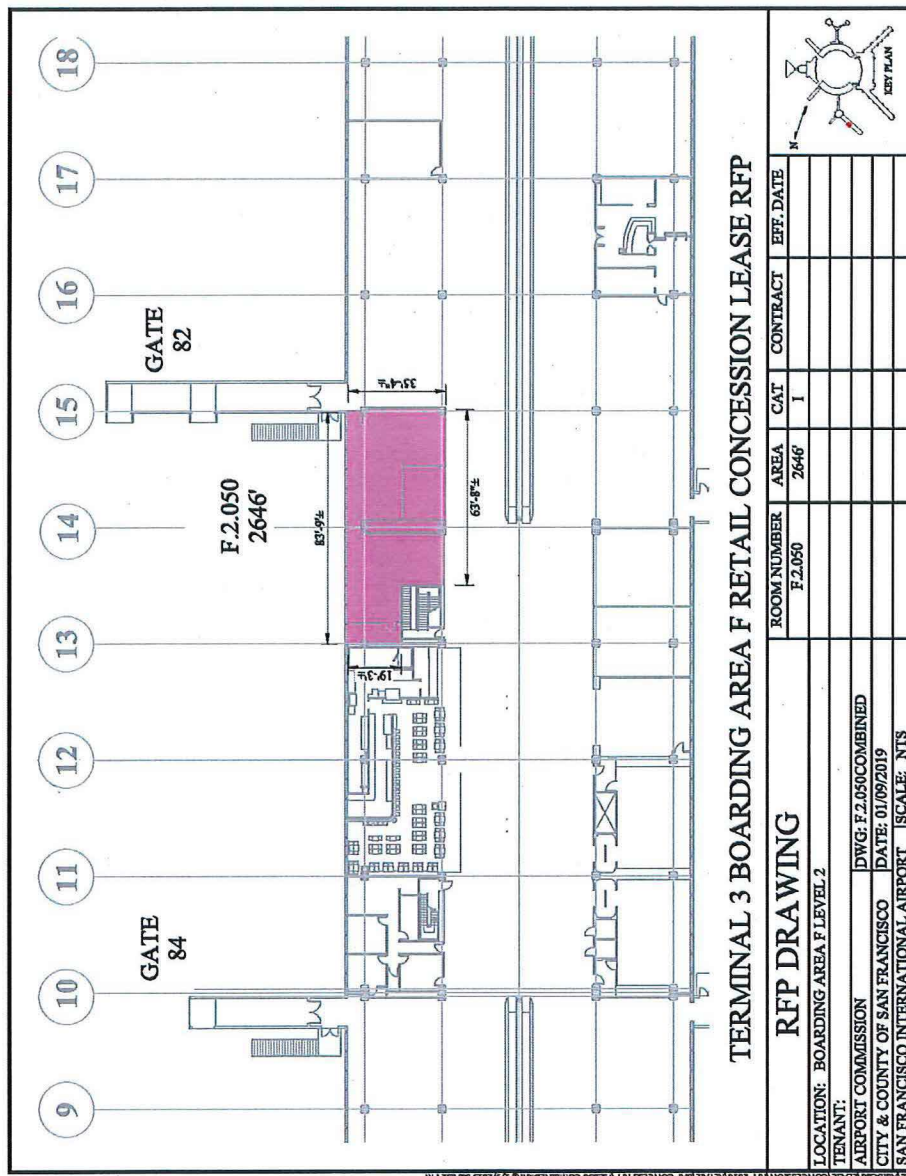 9
10
11
12
13
14
15
16
17
18
GATE
84
GATE
82
F.2.050
2646'
83'-9"±
35'-4"±
19'-3"±
63'-8"±
TERMINAL 3 BOARDING AREA F RETAIL CONCESSION LEASE RFP
RFP DRAWING
LOCATION: BOARDING AREA F LEVEL 2
TENANT:
AIRPORT COMMISSION
DWG: F.2.050COMBINED
CITY & COUNTY OF SAN FRANCISCO
DATE: 01/09/2019
SAN FRANCISCO INTERNATIONAL AIRPORT
SCALE: NTS
ROOM NUMBER AREA CAT CONTRACT EFF. DATE
F.2.050 2646' 1
N
KEY PLAN